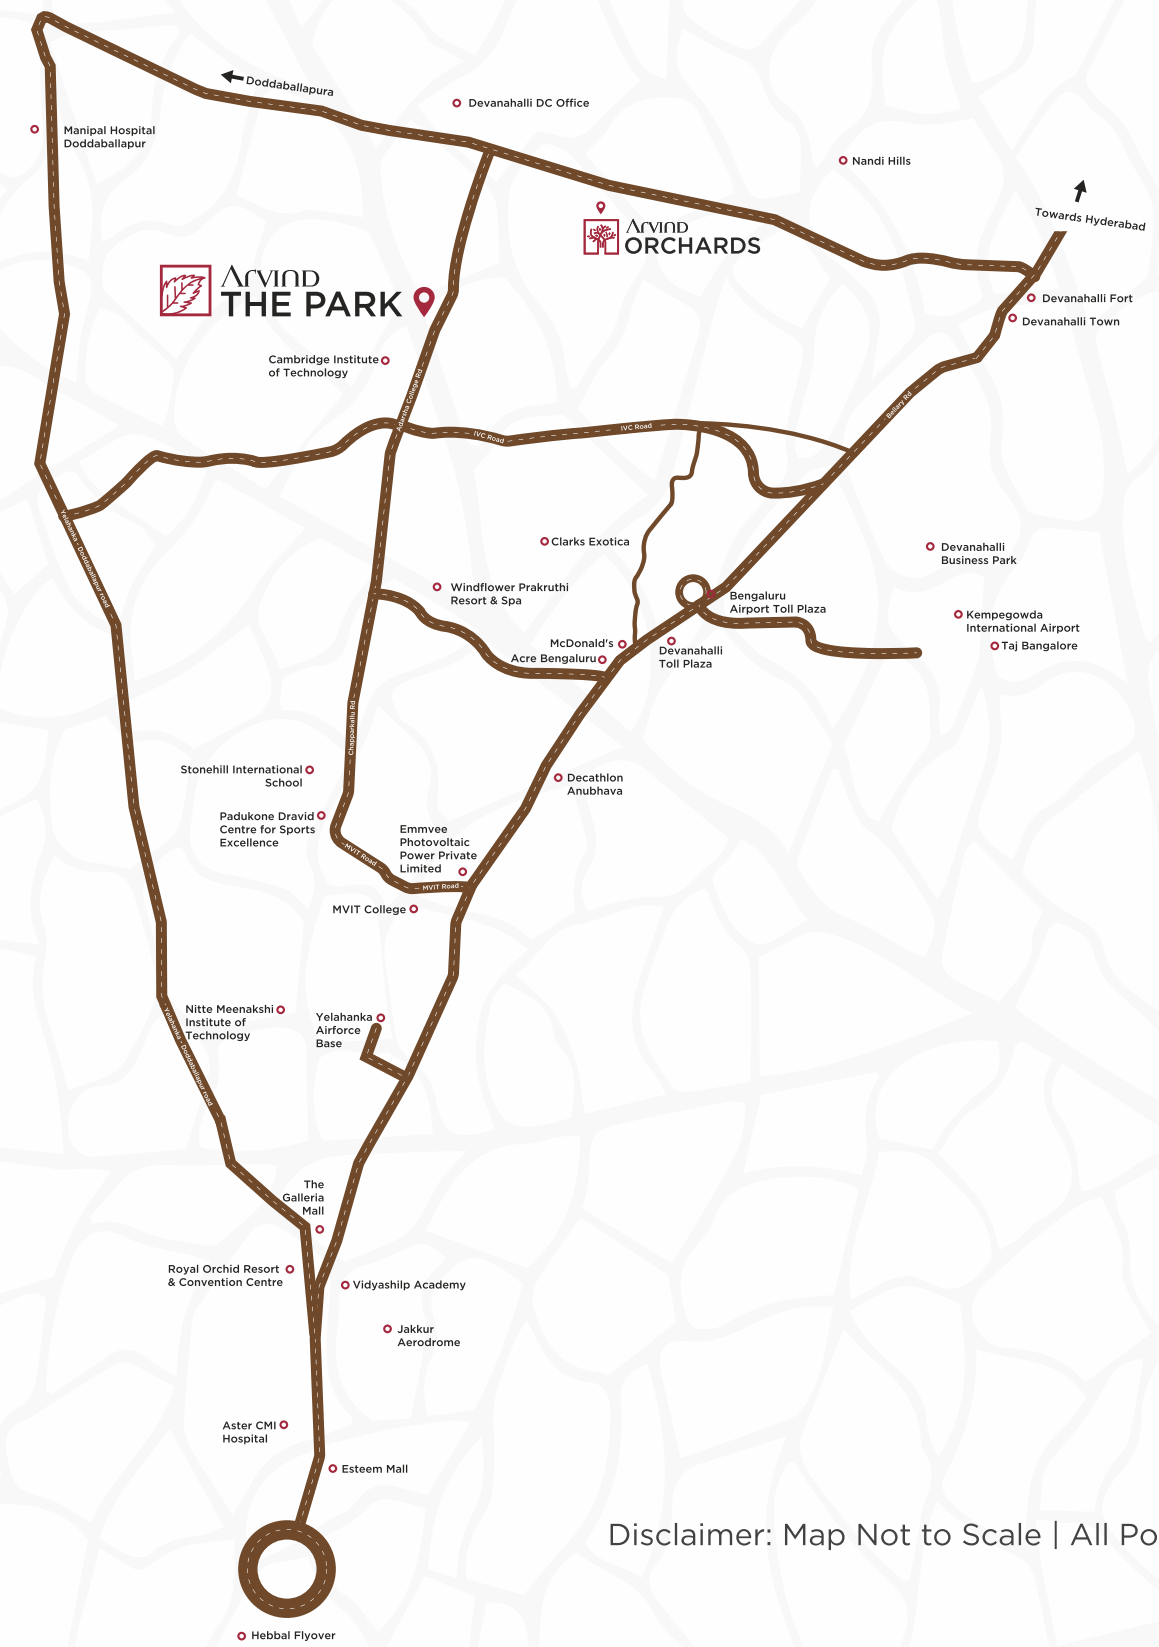 Doddaballapura
Devanahalli DC Office
Manipal Hospital
Doddaballapur
Nandi Hills
Towards Hyderabad
Arvind
ORCHARDS
Arvind
THE PARK
Devanahalli Fort
Devanahalli Town
Cambridge Institute
of Technology
Adarsha College Rd
Bellary Rd
IVC Road
IVC Road
Yelahanka - Doddaballapur road
Clarks Exotica
Devanahalli
Business Park
Windflower Prakruthi
Resort & Spa
Bengaluru
Airport Toll Plaza
Kempegowda
International Airport
McDonald's
Acre Bengaluru
Devanahalli
Toll Plaza
Taj Bangalore
Chapparkallu Rd
Stonehill International
School
Decathlon
Anubhava
Padukone Dravid
Centre for Sports
Excellence
Emmvee
Photovoltaic
Power Private
Limited
MVIT Road
MVIT Road
MVIT College
Nitte Meenakshi
Institute of
Technology
Yelahanka
Airforce
Base
Yelahanka - Doddaballapur road
The
Galleria
Mall
Royal Orchid Resort
& Convention Centre
Vidyashilp Academy
Jakkur
Aerodrome
Aster CMI
Hospital
Esteem Mall
Disclaimer: Map Not to Scale | All Po
Hebbal Flyover